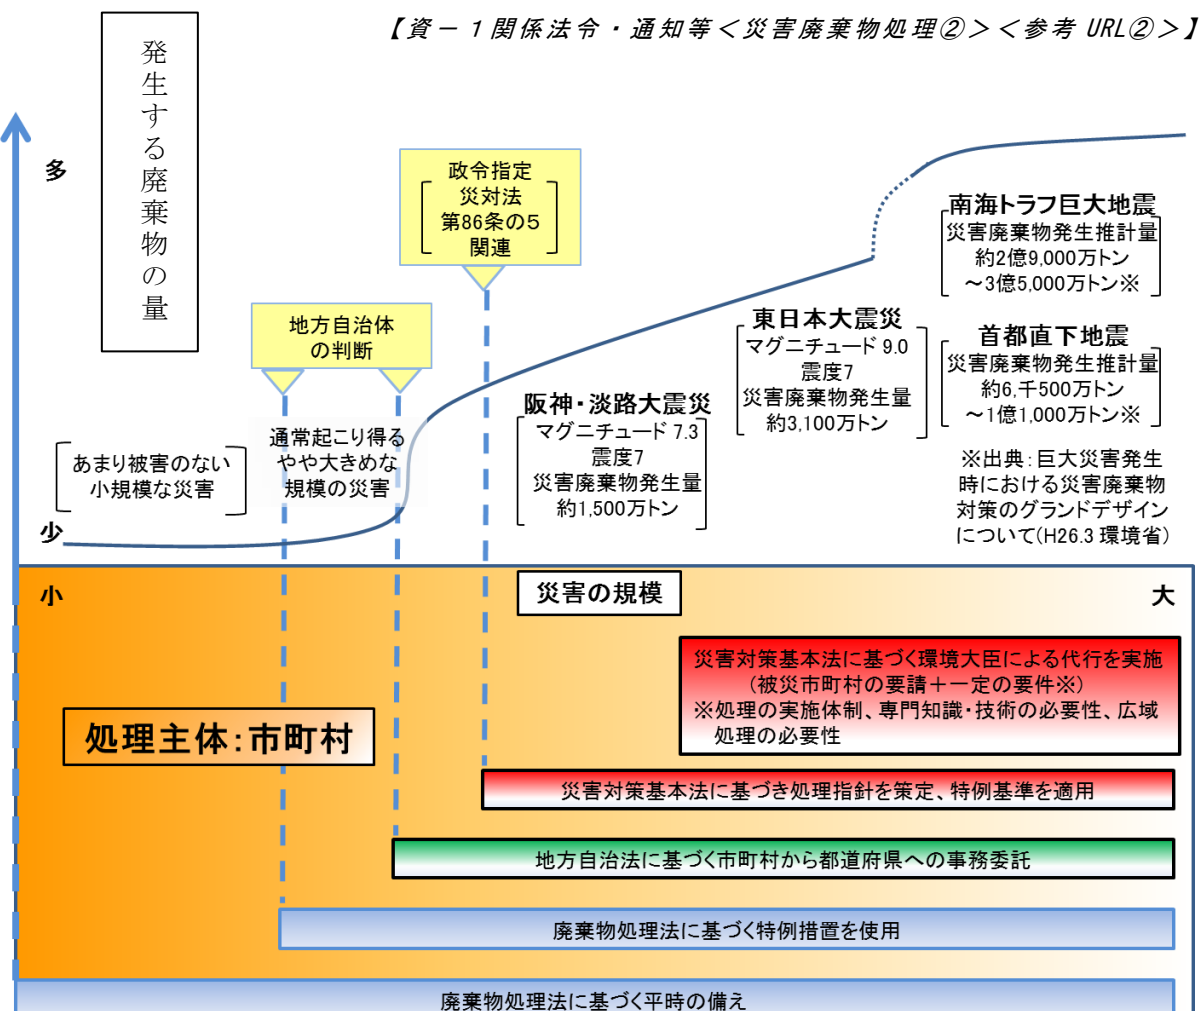 【資－1関係法令・通知等＜災害廃棄物処理②＞＜参考 URL②＞】
発生する廃棄物の量
多
政令指定
災対法
第86条の５
関連
地方自治体
の判断
南海トラフ巨大地震
災害廃棄物発生推計量
約2億9,000万トン
～3億5,000万トン※
東日本大震災
マグニチュード 9.0
震度7
災害廃棄物発生量
約3,100万トン
首都直下地震
災害廃棄物発生推計量
約6,千500万トン
～1億1,000万トン※
阪神・淡路大震災
マグニチュード 7.3
震度7
災害廃棄物発生量
約1,500万トン
通常起こり得る
やや大きめな
規模の災害
あまり被害のない
小規模な災害
※出典：巨大災害発生
時における災害廃棄物
対策のグランドデザイン
について(H26.3 環境省)
少
小
災害の規模
大
災害対策基本法に基づく環境大臣による代行を実施
（被災市町村の要請＋一定の要件※）
※処理の実施体制、専門知識・技術の必要性、広域
処理の必要性
処理主体：市町村
災害対策基本法に基づき処理指針を策定、特例基準を適用
地方自治法に基づく市町村から都道府県への事務委託
廃棄物処理法に基づく特例措置を使用
廃棄物処理法に基づく平時の備え